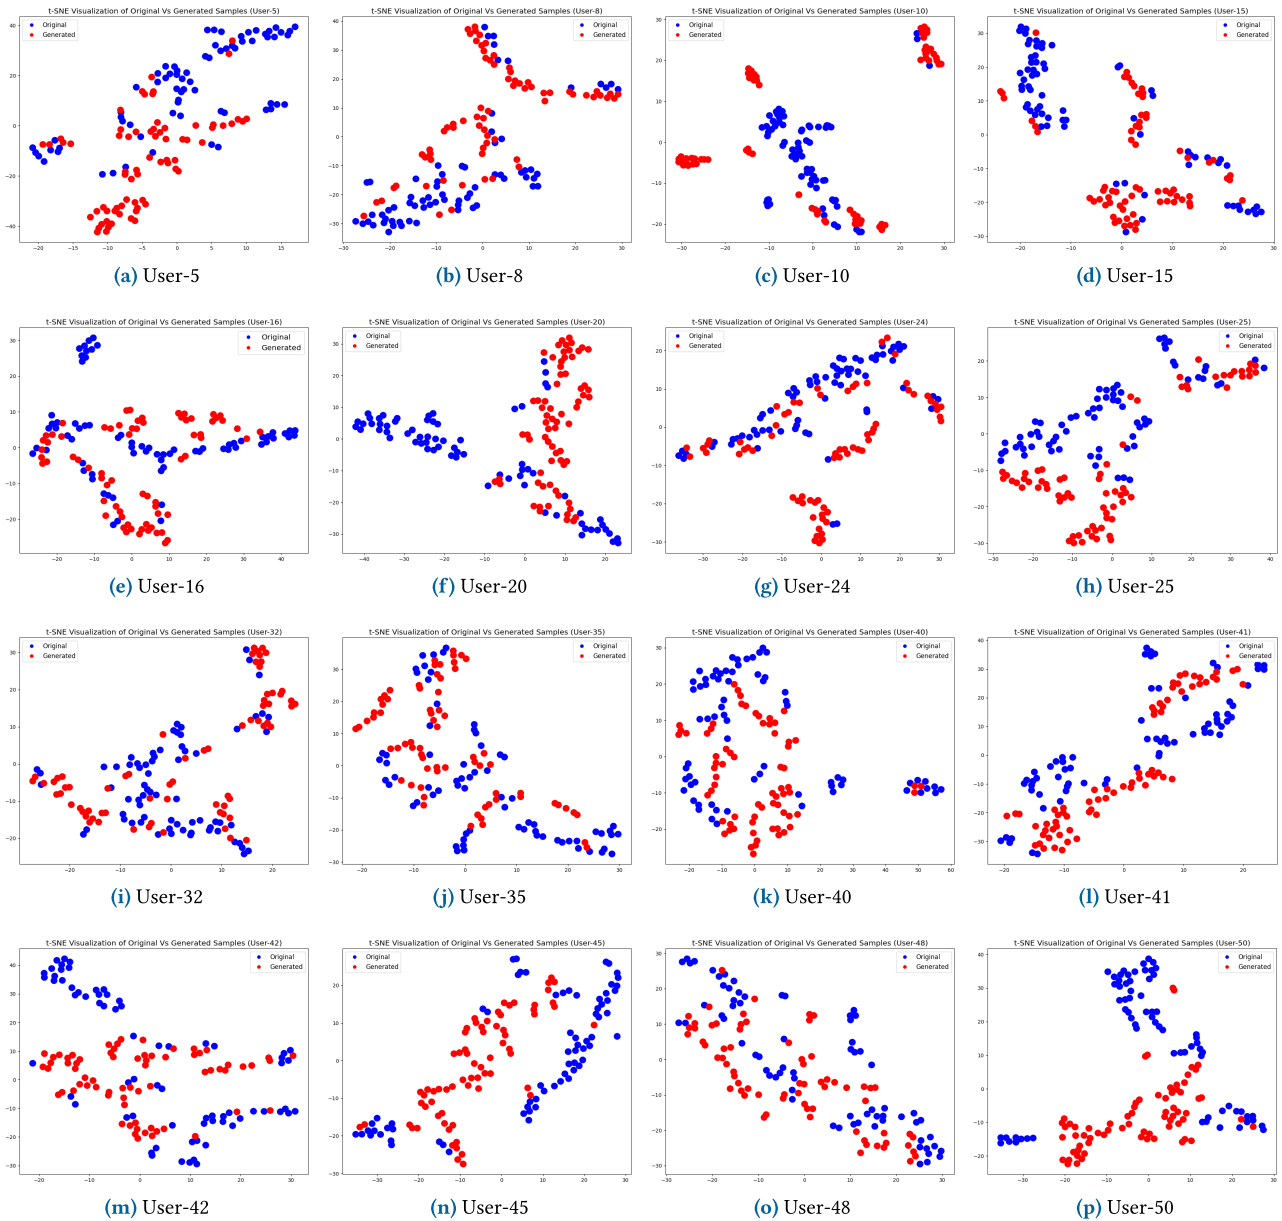 t-SNE Visualization of Original Vs Generated Samples (User-5)
Original
Generated
(a) User-5
t-SNE Visualization of Original Vs Generated Samples (User-8)
Original
Generated
(b) User-8
t-SNE Visualization of Original Vs Generated Samples (User-10)
Original
Generated
(c) User-10
t-SNE Visualization of Original Vs Generated Samples (User-15)
Original
Generated
(d) User-15
t-SNE Visualization of Original Vs Generated Samples (User-16)
Original
Generated
(e) User-16
t-SNE Visualization of Original Vs Generated Samples (User-20)
Original
Generated
(f) User-20
t-SNE Visualization of Original Vs Generated Samples (User-24)
Original
Generated
(g) User-24
t-SNE Visualization of Original Vs Generated Samples (User-25)
Original
Generated
(h) User-25
t-SNE Visualization of Original Vs Generated Samples (User-32)
Original
Generated
(i) User-32
t-SNE Visualization of Original Vs Generated Samples (User-35)
Original
Generated
(j) User-35
t-SNE Visualization of Original Vs Generated Samples (User-40)
Original
Generated
(k) User-40
t-SNE Visualization of Original Vs Generated Samples (User-41)
Original
Generated
(l) User-41
t-SNE Visualization of Original Vs Generated Samples (User-42)
Original
Generated
(m) User-42
t-SNE Visualization of Original Vs Generated Samples (User-45)
Original
Generated
(n) User-45
t-SNE Visualization of Original Vs Generated Samples (User-48)
Original
Generated
(o) User-48
t-SNE Visualization of Original Vs Generated Samples (User-50)
Original
Generated
(p) User-50